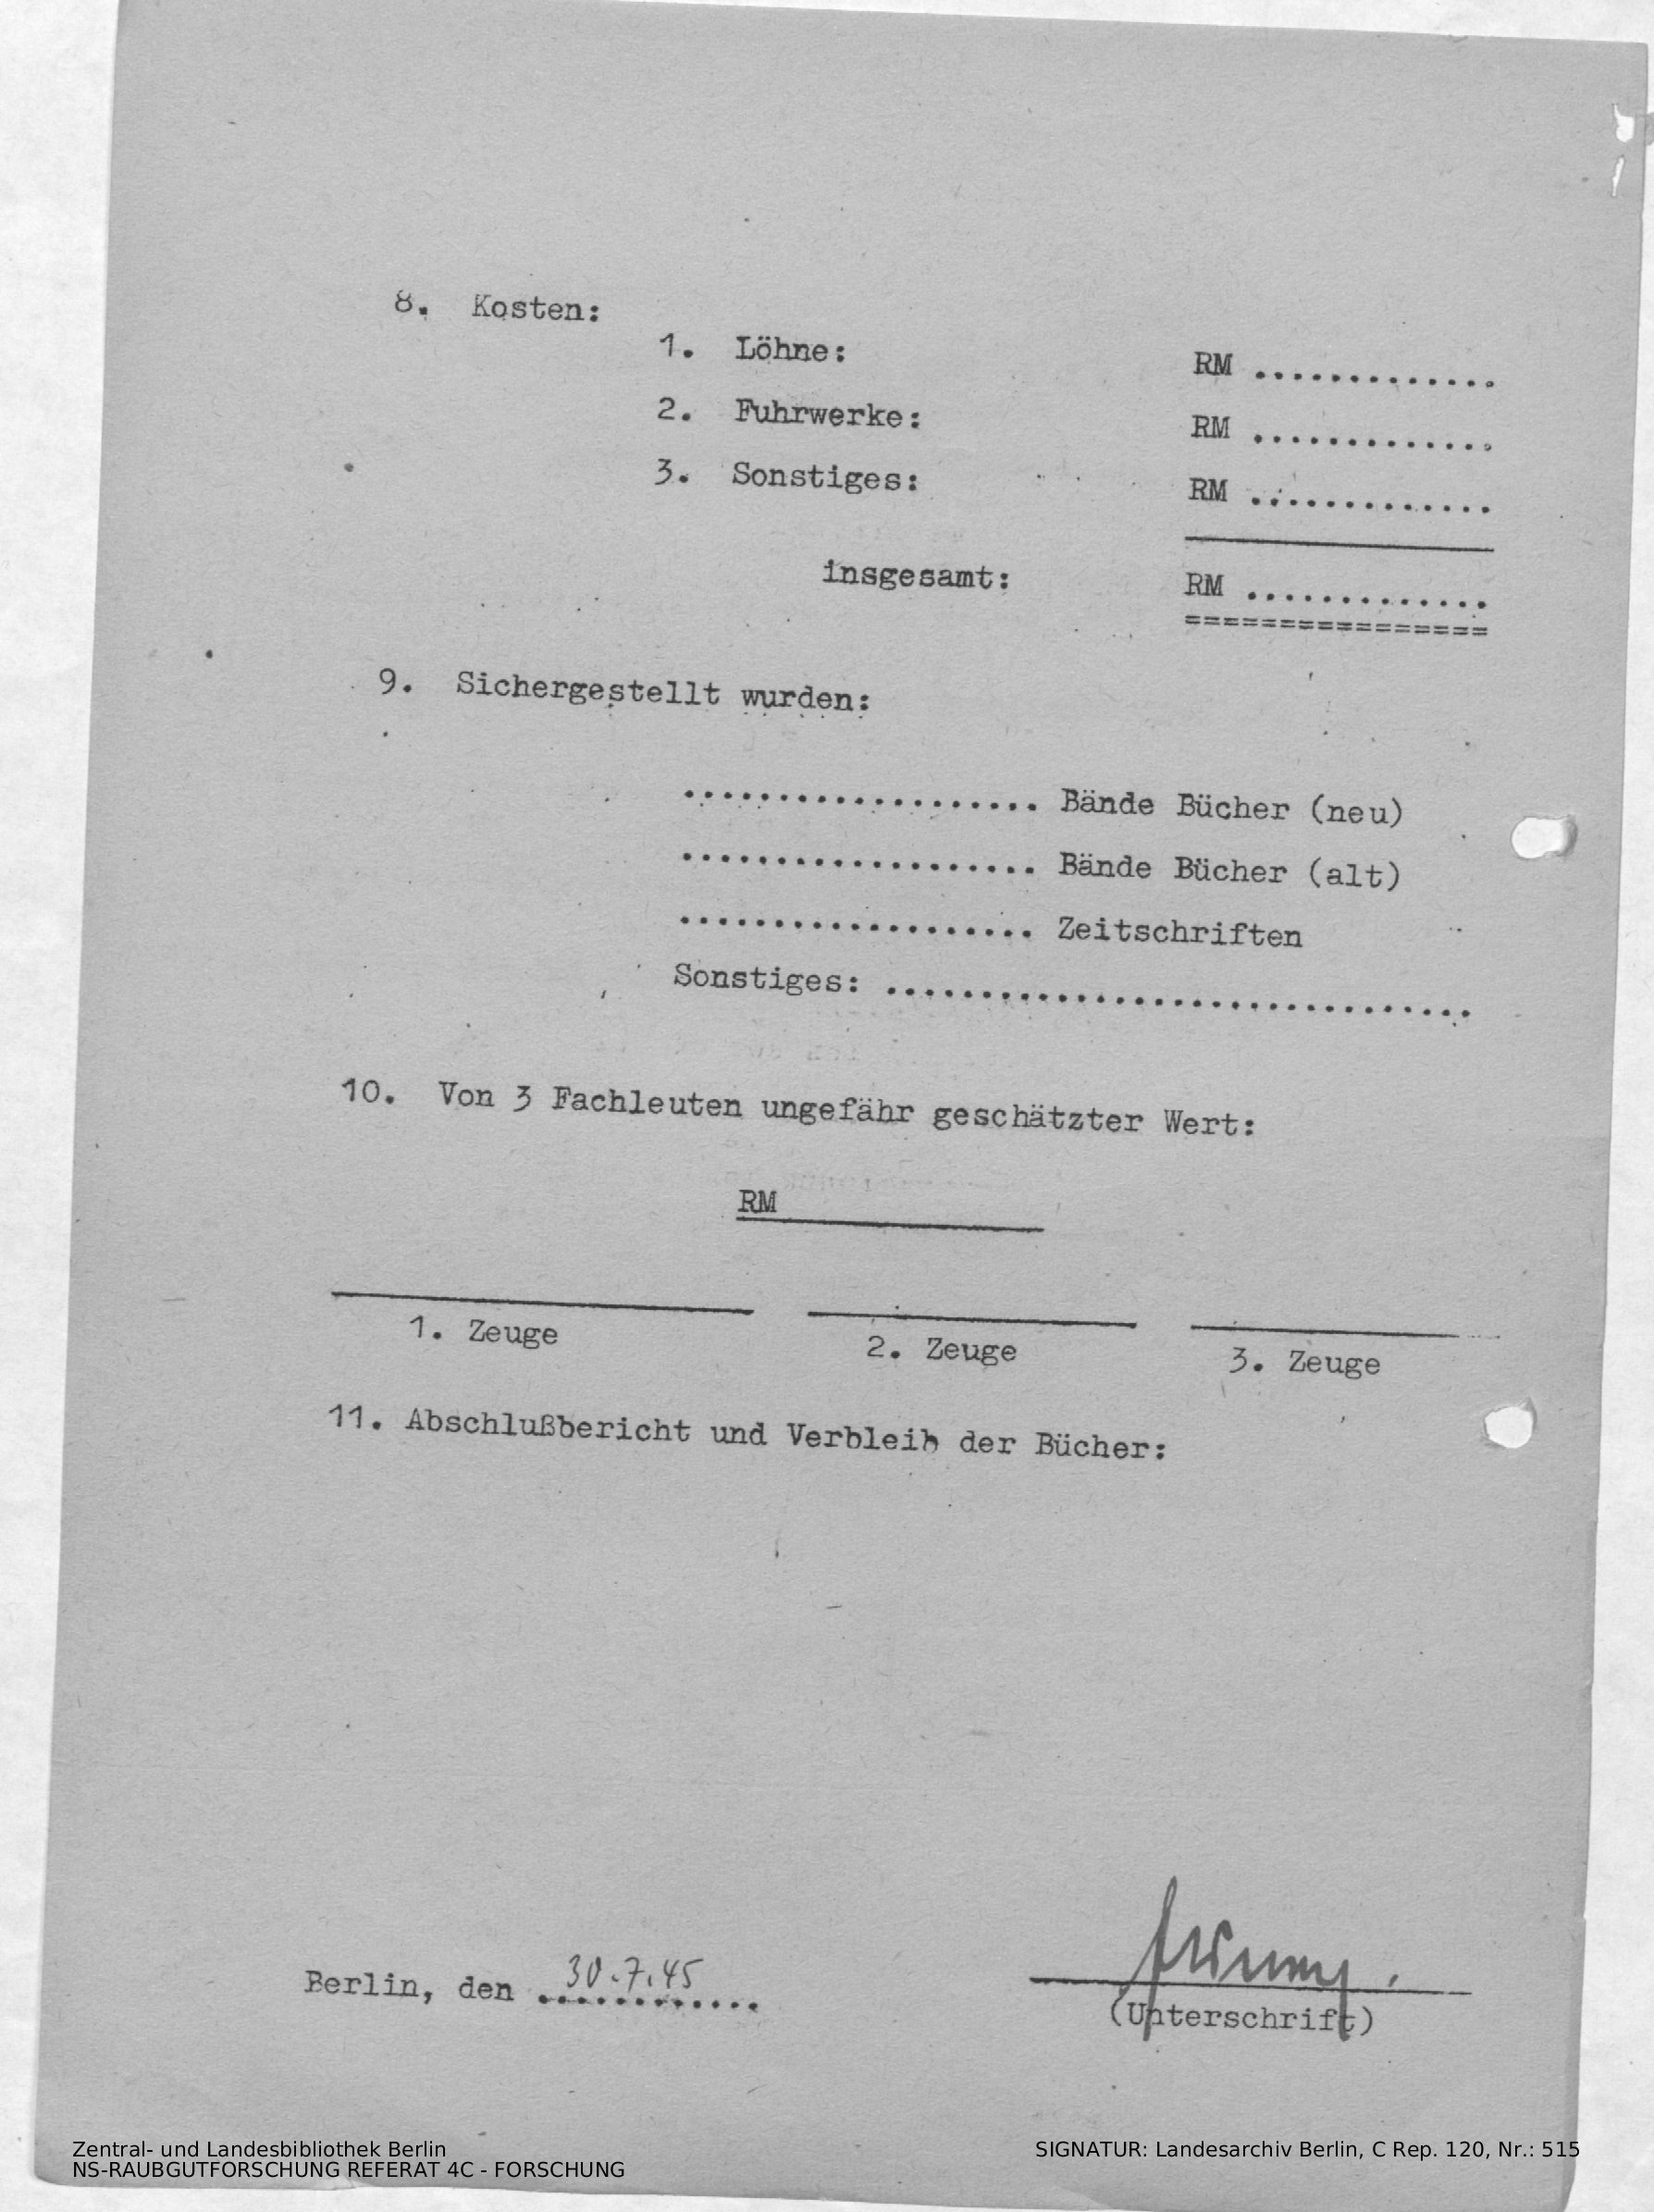 8. Kosten:
1. Löhne: RM .............
2. Fuhrwerke: RM .............
3. Sonstiges: RM .............
insgesamt: RM .............
================
9. Sichergestellt wurden:
................... Bände Bücher (neu)
................... Bände Bücher (alt)
................... Zeitschriften
Sonstiges: ...............................
10. Von 3 Fachleuten ungefähr geschätzter Wert:
RM
1. Zeuge 2. Zeuge 3. Zeuge
11. Abschlußbericht und Verbleib der Bücher:
Berlin, den 30.7.45
(Unterschrift)
Zentral- und Landesbibliothek Berlin
NS-RAUBGUTFORSCHUNG REFERAT 4C - FORSCHUNG
SIGNATUR: Landesarchiv Berlin, C Rep. 120, Nr.: 515